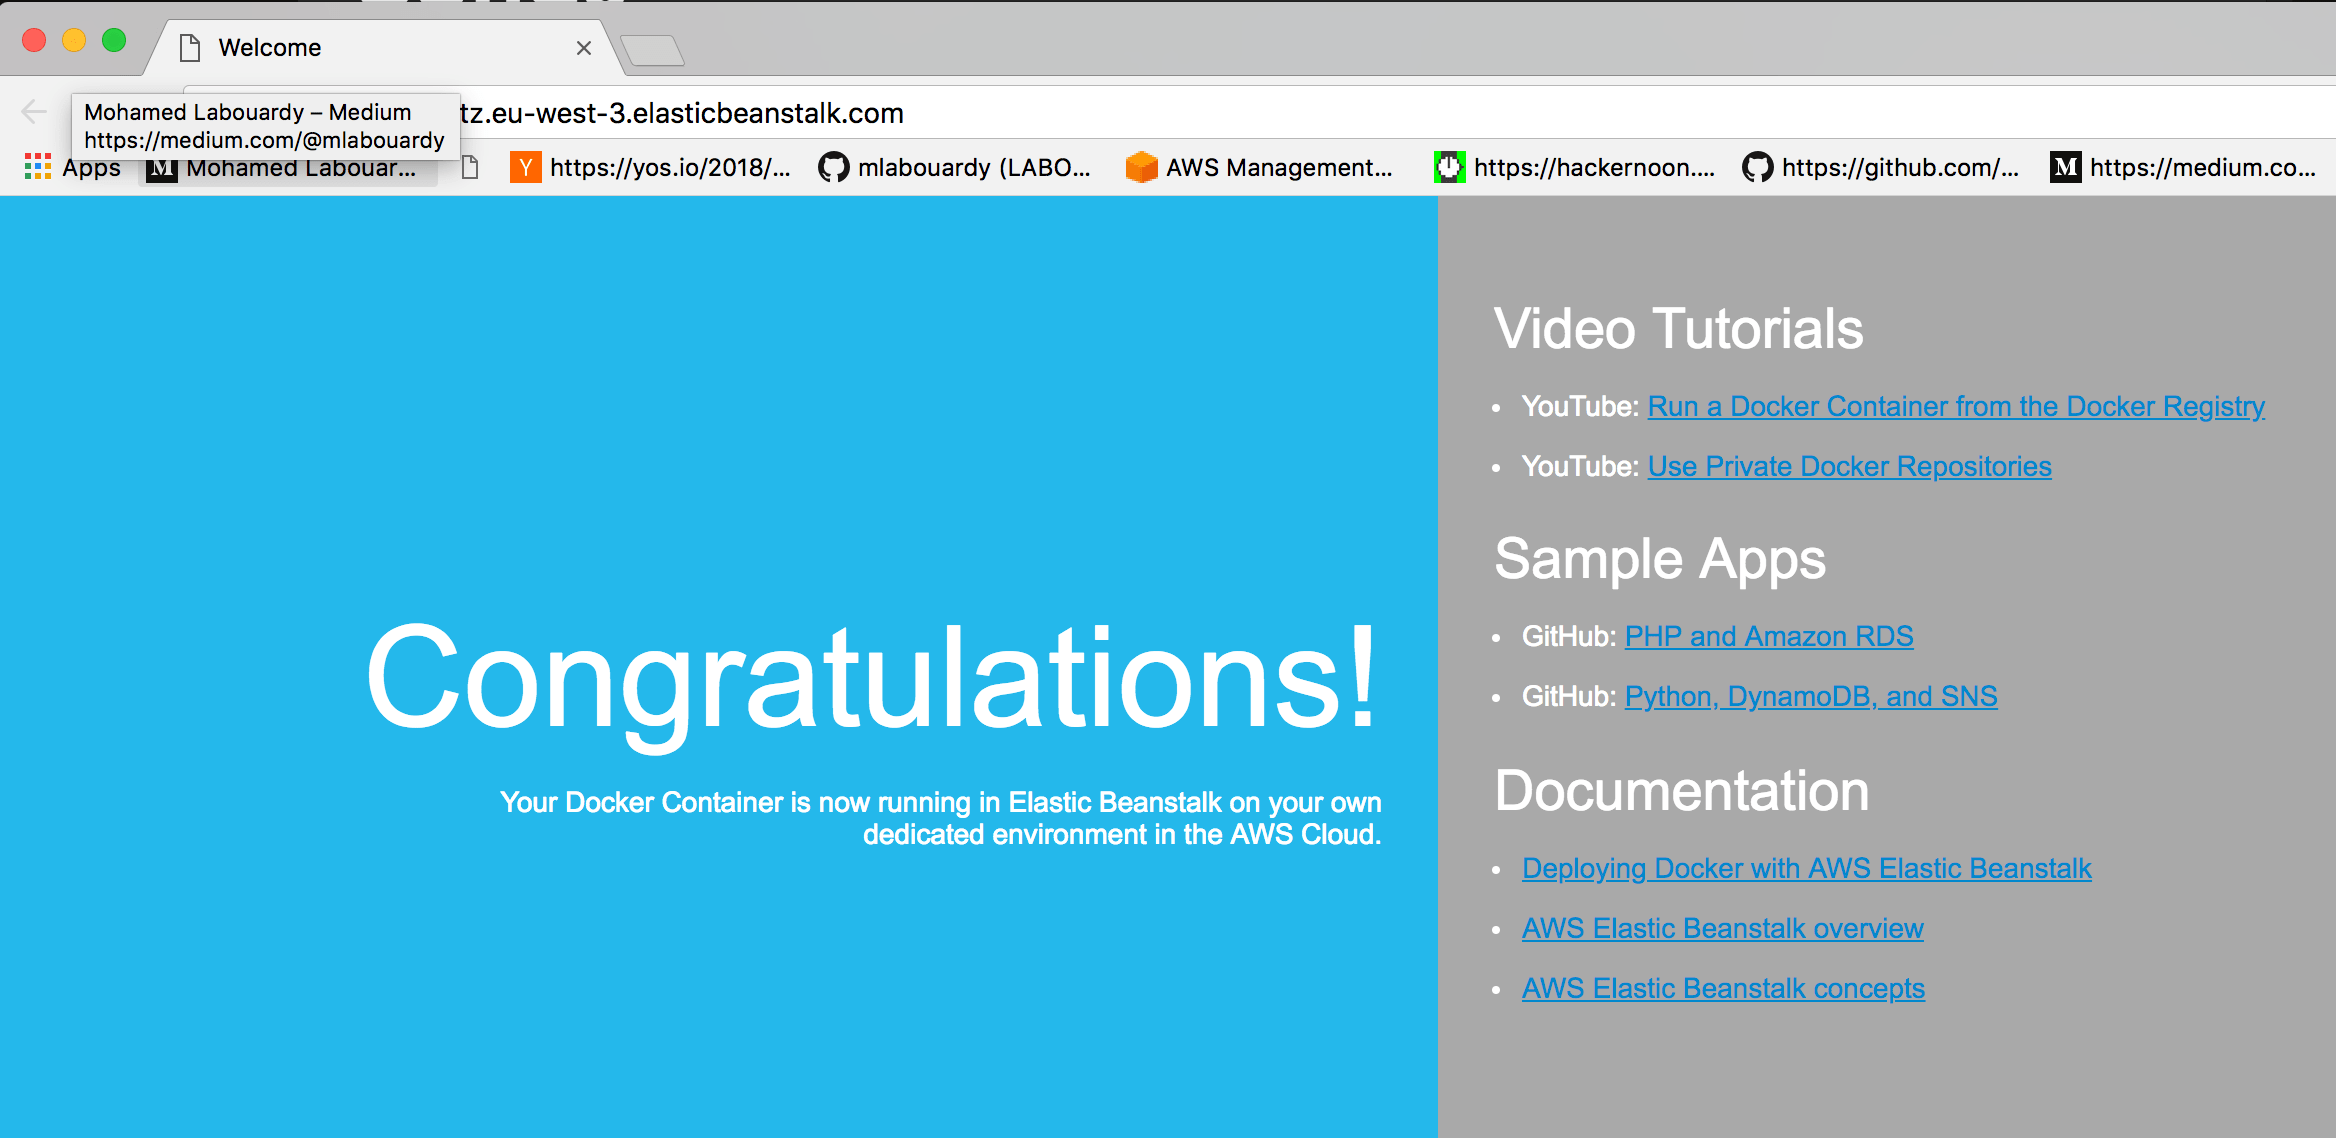 Welcome
Mohamed Labouardy – Medium
https://medium.com/@mlabouardy
tz.eu-west-3.elasticbeanstalk.com
Apps
Mohamed Labouar...
https://yos.io/2018/...
mlabouardy (LABO...
AWS Management...
https://hackernoon....
https://github.com/...
https://medium.co...
Congratulations!
Your Docker Container is now running in Elastic Beanstalk on your own
dedicated environment in the AWS Cloud.
Video Tutorials
• YouTube: Run a Docker Container from the Docker Registry
• YouTube: Use Private Docker Repositories
Sample Apps
• GitHub: PHP and Amazon RDS
• GitHub: Python, DynamoDB, and SNS
Documentation
• Deploying Docker with AWS Elastic Beanstalk
• AWS Elastic Beanstalk overview
• AWS Elastic Beanstalk concepts